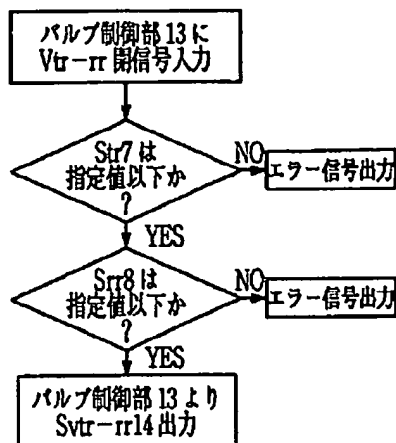 バルブ制御部13に
Vtr−rr開信号入力
Str7は
指定値以下か
?
NO
エラー信号出力
YES
Srr8は
指定値以下か
?
NO
エラー信号出力
YES
バルブ制御部13より
Svtr−rr14出力